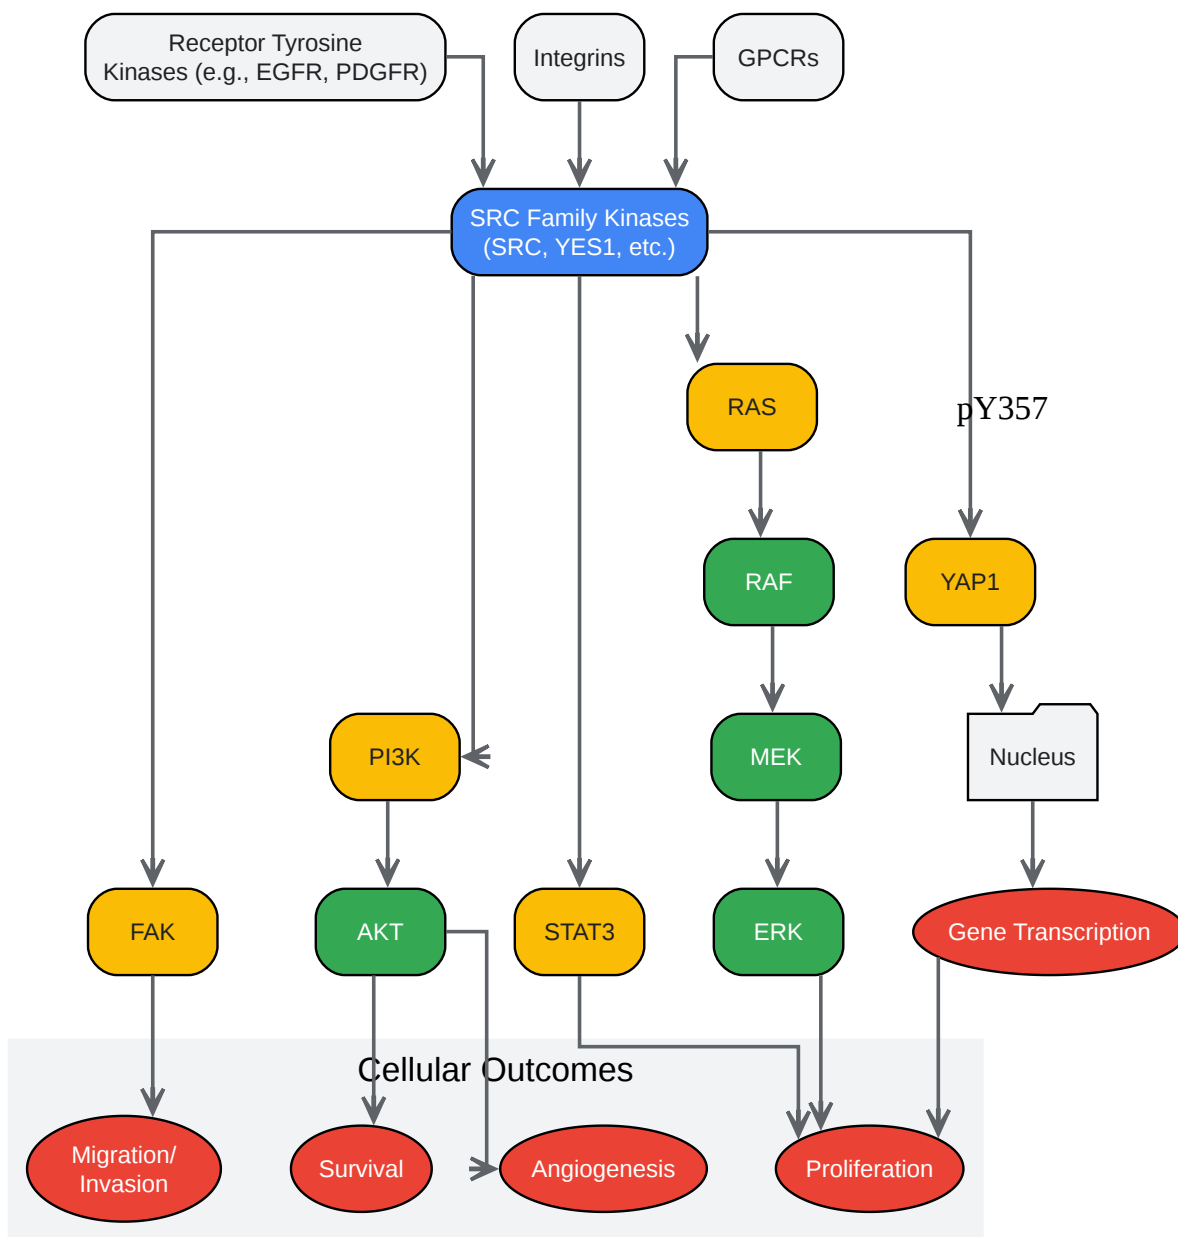 Receptor Tyrosine
Kinases (e.g., EGFR, PDGFR)
Integrins
GPCRs
SRC Family Kinases
(SRC, YES1, etc.)
RAS
pY357
RAF
YAP1
PI3K
MEK
Nucleus
FAK
AKT
STAT3
ERK
Gene Transcription
Cellular Outcomes
Migration/
Invasion
Survival
Angiogenesis
Proliferation